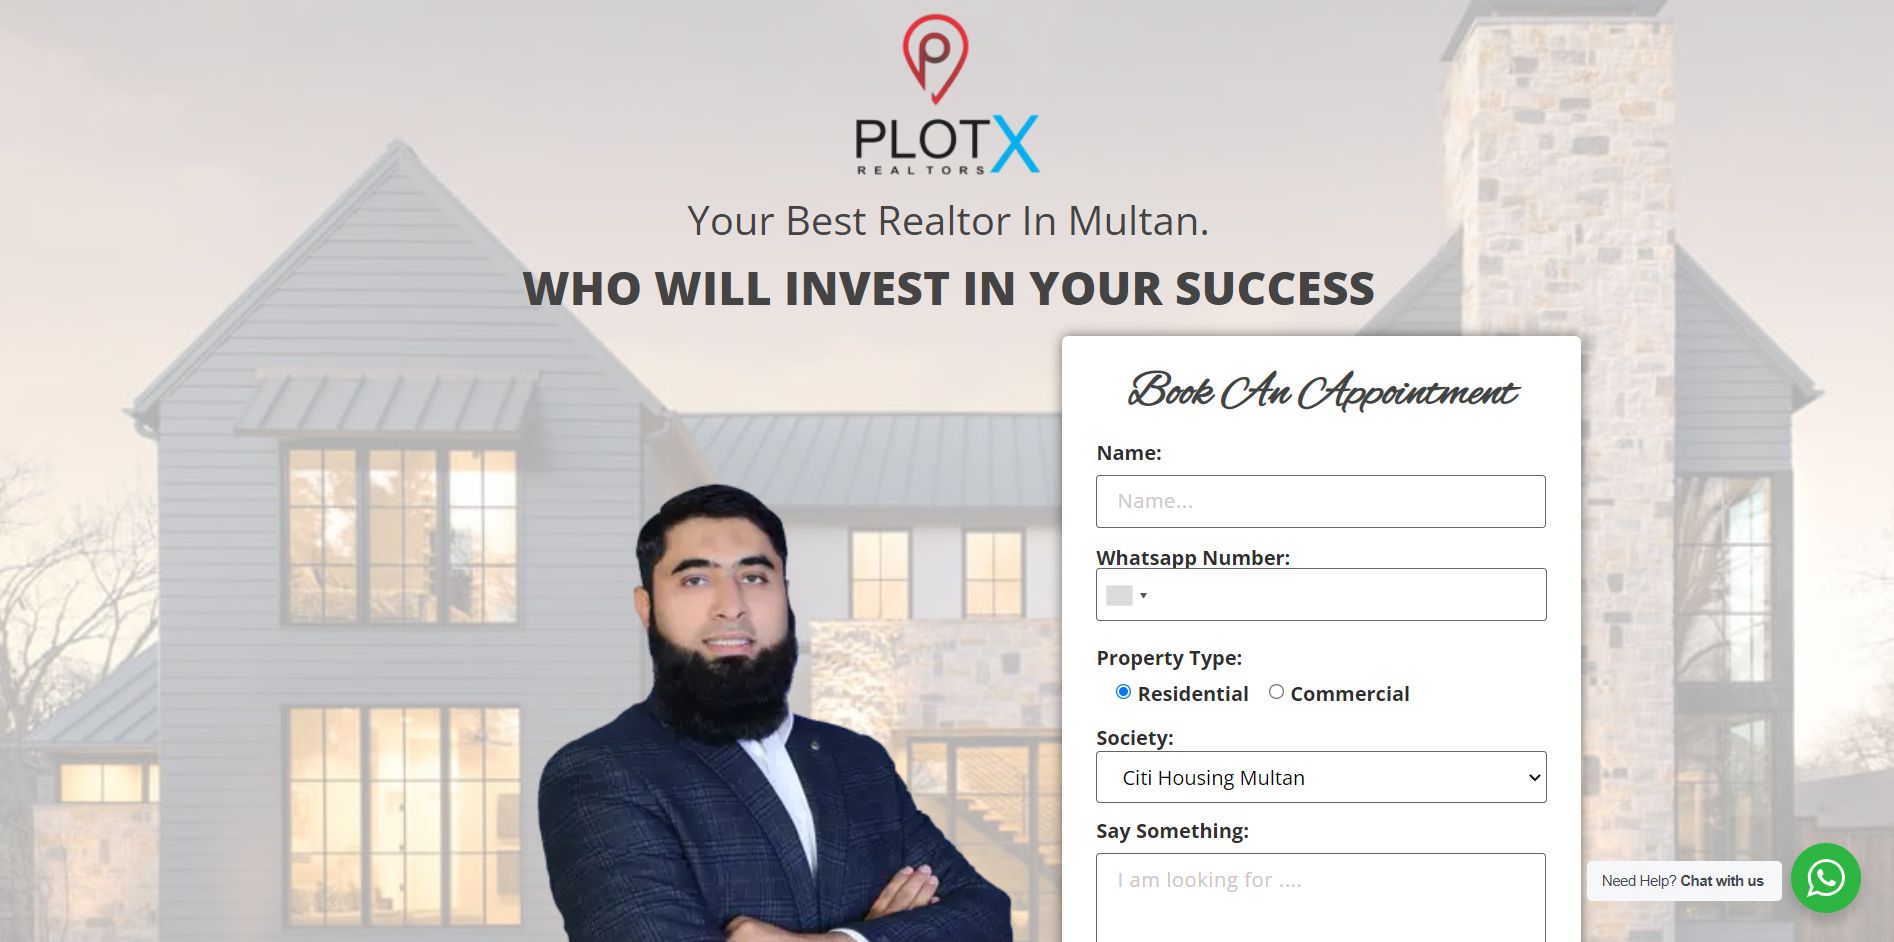 PLOTX
REALTORS
Your Best Realtor In Multan.
WHO WILL INVEST IN YOUR SUCCESS
Book An Appointment
Name:
Name...
Whatsapp Number:
Property Type:
Residential Commercial
Society:
Citi Housing Multan
Say Something:
I am looking for ....
Need Help? Chat with us